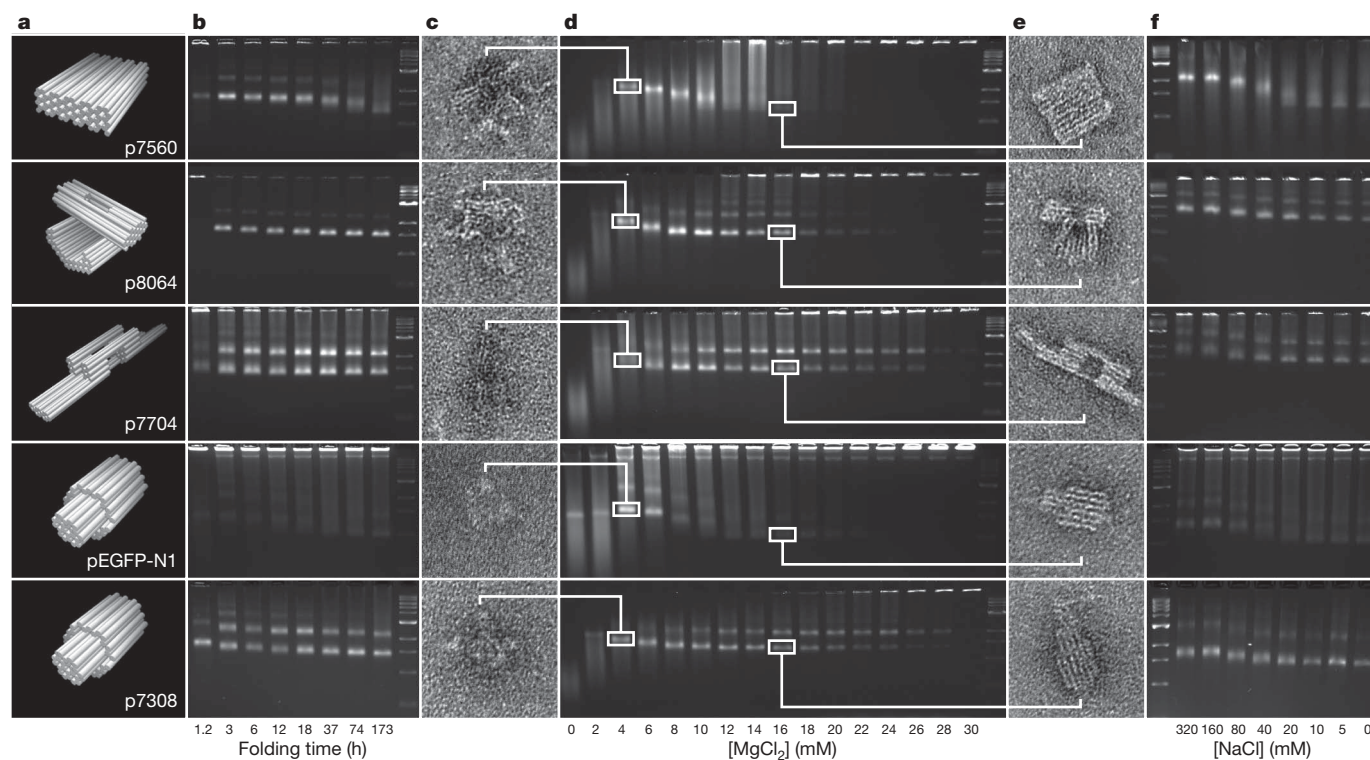 a b c d e f
p7560
p8064
p7704
pEGFP-N1
p7308
1.2 3 6 12 18 37 74 173
Folding time (h)
0 2 4 6 8 10 12 14 16 18 20 22 24 26 28 30
[MgCl₂] (mM)
320 160 80 40 20 10 5 0
[NaCl] (mM)